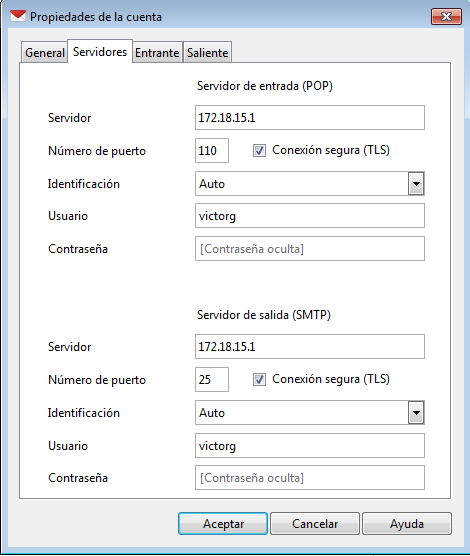 Propiedades de la cuenta
General Servidores Entrante Saliente
Servidor de entrada (POP)
Servidor 172.18.15.1
Número de puerto 110 Conexión segura (TLS)
Identificación Auto
Usuario victorg
Contraseña [Contraseña oculta]
Servidor de salida (SMTP)
Servidor 172.18.15.1
Número de puerto 25 Conexión segura (TLS)
Identificación Auto
Usuario victorg
Contraseña [Contraseña oculta]
Aceptar Cancelar Ayuda